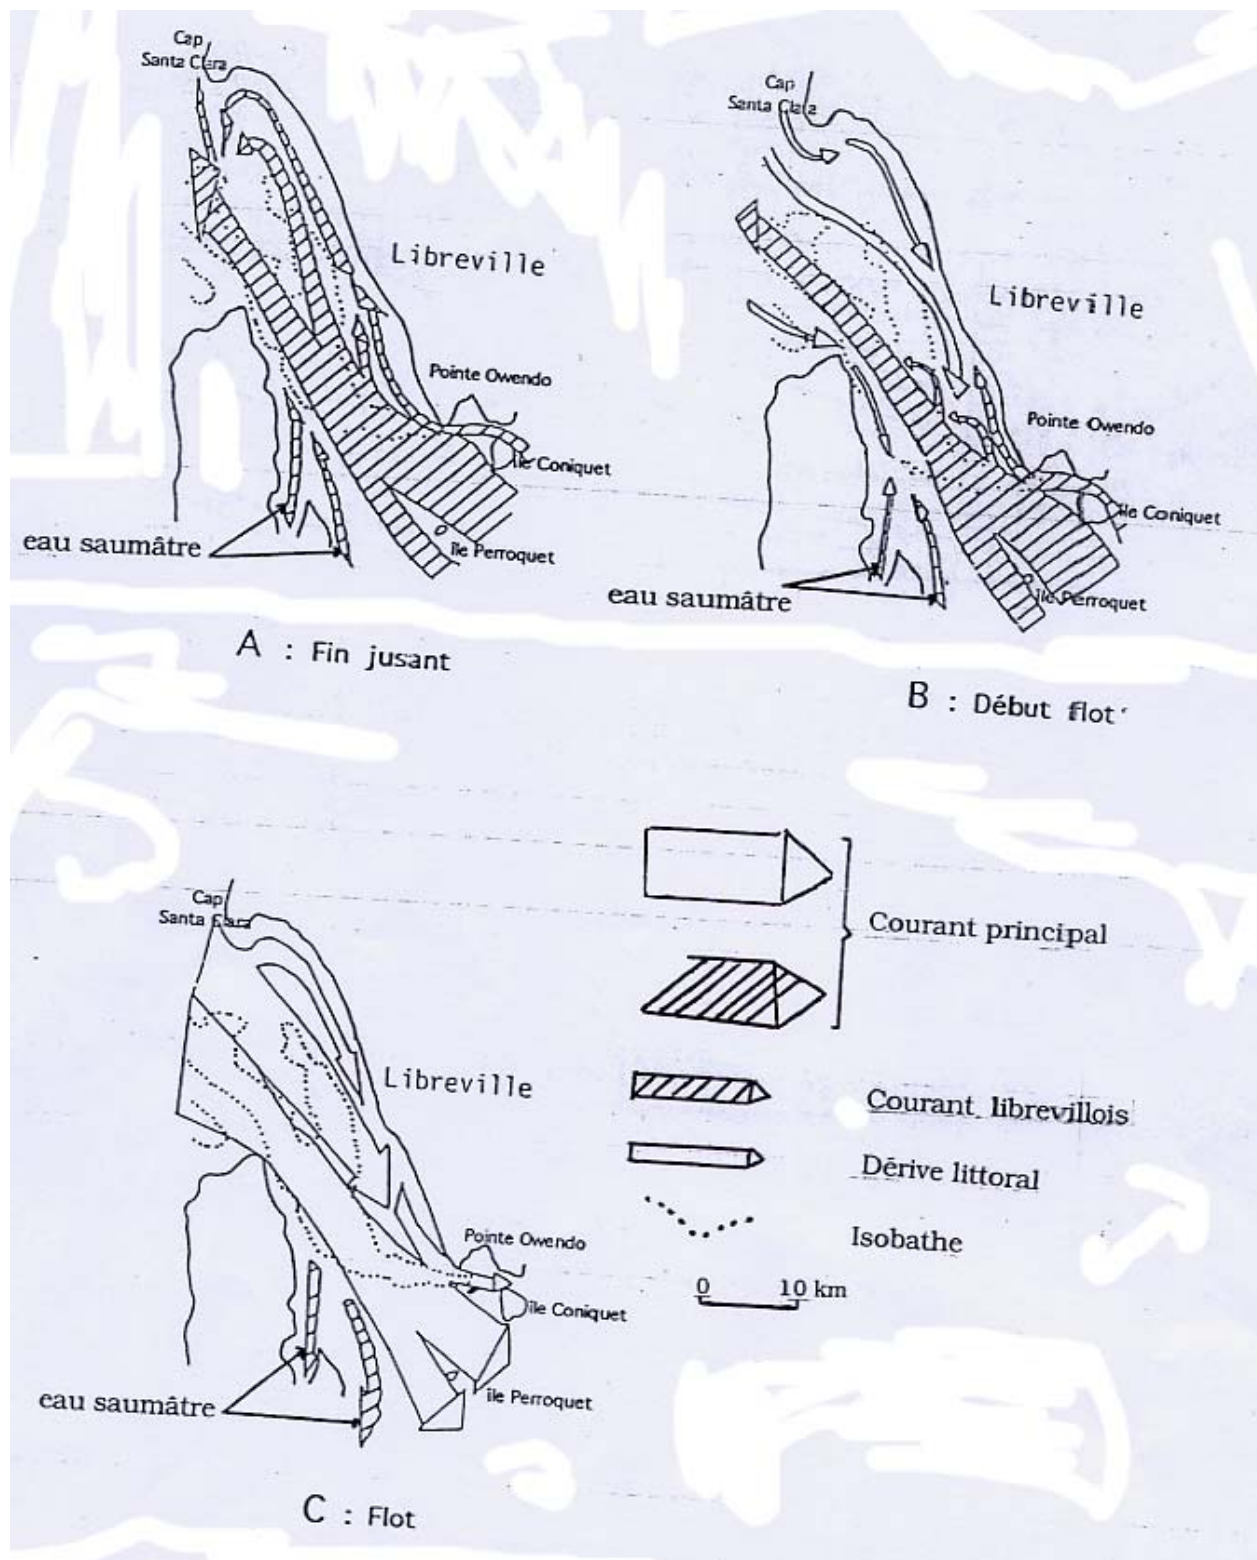 Cap
Santa Clara
Libreville
Pointe Owendo
île Coniquet
île Perroquet
eau saumâtre
A : Fin jusant
Cap
Santa Clara
Libreville
Pointe Owendo
île Coniquet
île Perroquet
eau saumâtre
B : Début flot
Cap
Santa Clara
Libreville
Pointe Owendo
île Coniquet
île Perroquet
eau saumâtre
C : Flot
Courant principal
Courant librevillois
Dérive littoral
Isobathe
0 10 km